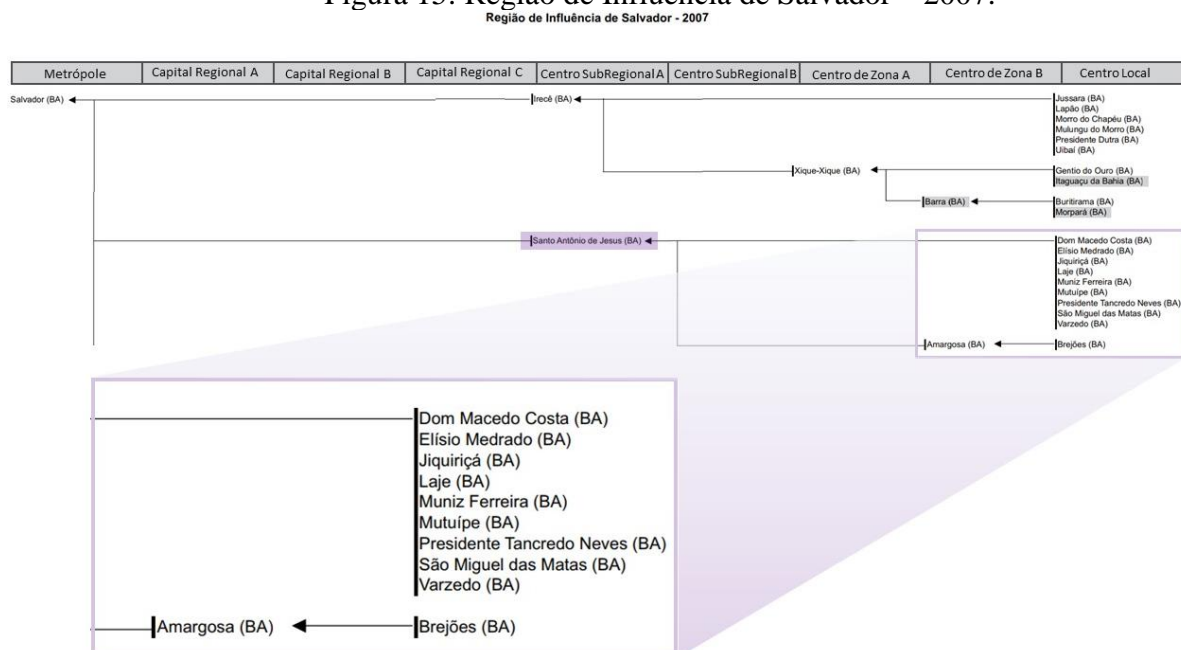 Figura 15: Região de Influência de Salvador – 2007.
Região de Influência de Salvador - 2007
Metrópole Capital Regional A Capital Regional B Capital Regional C Centro SubRegional A Centro SubRegional B Centro de Zona A Centro de Zona B Centro Local
Salvador (BA) Irecê (BA) Jussara (BA)
Lapão (BA)
Morro do Chapéu (BA)
Mulungu do Morro (BA)
Presidente Dutra (BA)
Uibaí (BA)
Xique-Xique (BA) Gentio do Ouro (BA)
Itaguaçu da Bahia (BA)
Barra (BA) Buritirama (BA)
Morpará (BA)
Santo Antônio de Jesus (BA) Dom Macedo Costa (BA)
Elísio Medrado (BA)
Jiquiriçá (BA)
Laje (BA)
Muniz Ferreira (BA)
Mutuípe (BA)
Presidente Tancredo Neves (BA)
São Miguel das Matas (BA)
Varzedo (BA)
Amargosa (BA) Brejões (BA)
Dom Macedo Costa (BA)
Elísio Medrado (BA)
Jiquiriçá (BA)
Laje (BA)
Muniz Ferreira (BA)
Mutuípe (BA)
Presidente Tancredo Neves (BA)
São Miguel das Matas (BA)
Varzedo (BA)
Amargosa (BA) Brejões (BA)